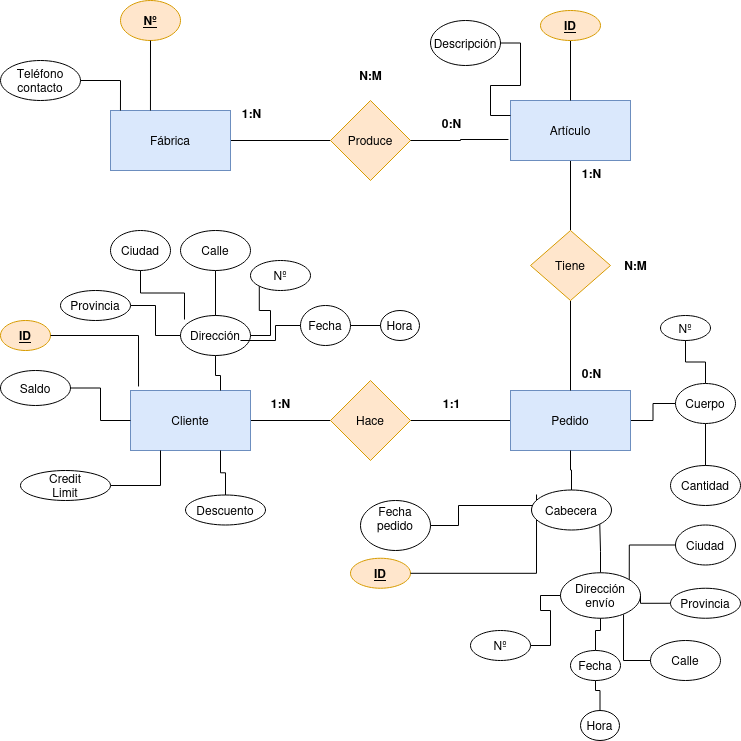 Nº
ID
Descripción
Teléfono
contacto
N:M
1:N
0:N
Fábrica
Produce
Artículo
1:N
Ciudad
Calle
Nº
Tiene
N:M
Provincia
ID
Dirección
Fecha
Hora
Nº
0:N
Saldo
1:N
1:1
Cuerpo
Cliente
Hace
Pedido
Credit
Limit
Cantidad
Descuento
Fecha
pedido
Cabecera
Ciudad
ID
Dirección
envío
Provincia
Nº
Fecha
Calle
Hora